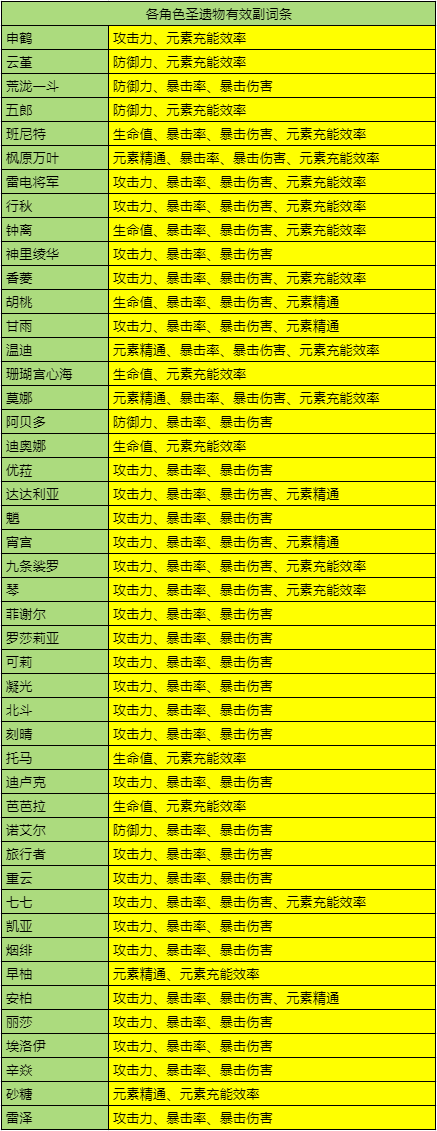 各角色圣遗物有效副词条
申鹤 攻击力、元素充能效率
云堇 防御力、元素充能效率
荒泷一斗 防御力、暴击率、暴击伤害
五郎 防御力、元素充能效率
班尼特 生命值、暴击率、暴击伤害、元素充能效率
枫原万叶 元素精通、暴击率、暴击伤害、元素充能效率
雷电将军 攻击力、暴击率、暴击伤害、元素充能效率
行秋 攻击力、暴击率、暴击伤害、元素充能效率
钟离 生命值、暴击率、暴击伤害、元素充能效率
神里绫华 攻击力、暴击率、暴击伤害
香菱 攻击力、暴击率、暴击伤害、元素充能效率
胡桃 生命值、暴击率、暴击伤害、元素精通
甘雨 攻击力、暴击率、暴击伤害、元素精通
温迪 元素精通、暴击率、暴击伤害、元素充能效率
珊瑚宫心海 生命值、元素充能效率
莫娜 元素精通、暴击率、暴击伤害、元素充能效率
阿贝多 防御力、暴击率、暴击伤害
迪奥娜 生命值、元素充能效率
优菈 攻击力、暴击率、暴击伤害
达达利亚 攻击力、暴击率、暴击伤害、元素精通
魈 攻击力、暴击率、暴击伤害
宵宫 攻击力、暴击率、暴击伤害、元素精通
九条裟罗 攻击力、暴击率、暴击伤害、元素充能效率
琴 攻击力、暴击率、暴击伤害、元素充能效率
菲谢尔 攻击力、暴击率、暴击伤害
罗莎莉亚 攻击力、暴击率、暴击伤害
可莉 攻击力、暴击率、暴击伤害
凝光 攻击力、暴击率、暴击伤害
北斗 攻击力、暴击率、暴击伤害
刻晴 攻击力、暴击率、暴击伤害
托马 生命值、元素充能效率
迪卢克 攻击力、暴击率、暴击伤害
芭芭拉 生命值、元素充能效率
诺艾尔 防御力、暴击率、暴击伤害
旅行者 攻击力、暴击率、暴击伤害
重云 攻击力、暴击率、暴击伤害
七七 攻击力、暴击率、暴击伤害、元素充能效率
凯亚 攻击力、暴击率、暴击伤害
烟绯 攻击力、暴击率、暴击伤害
早柚 元素精通、元素充能效率
安柏 攻击力、暴击率、暴击伤害、元素精通
丽莎 攻击力、暴击率、暴击伤害
埃洛伊 攻击力、暴击率、暴击伤害
辛焱 攻击力、暴击率、暴击伤害
砂糖 元素精通、元素充能效率
雷泽 攻击力、暴击率、暴击伤害